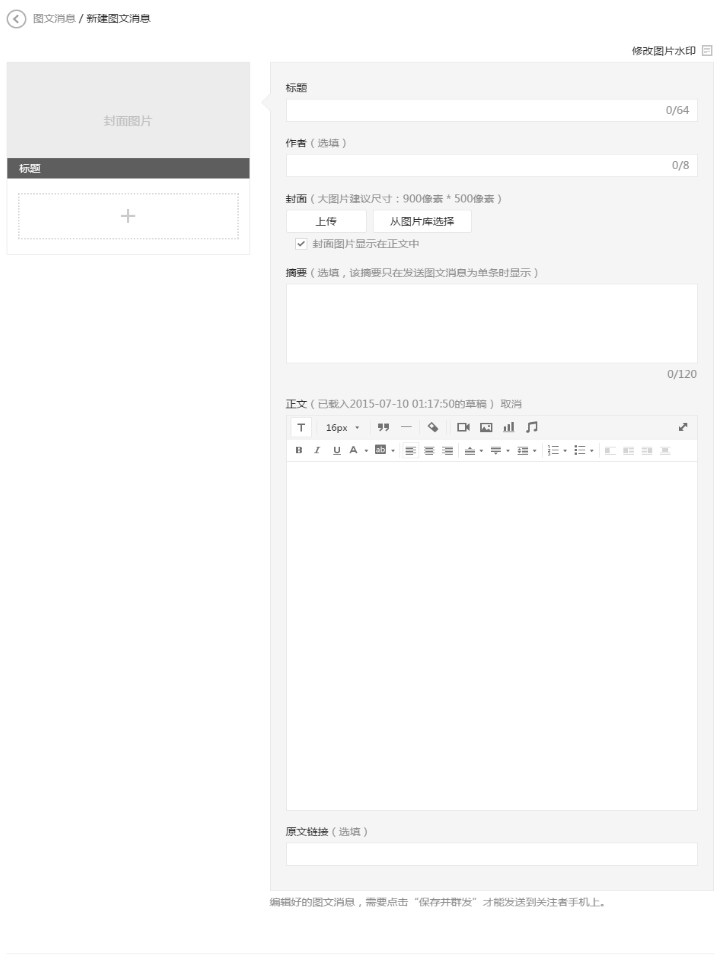 图文消息 / 新建图文消息
修改图片水印
封面图片
标题
标题
0/64
作者（选填）
0/8
封面（大图片建议尺寸：900像素 * 500像素）
上传 从图片库选择
封面图片显示在正文中
摘要（选填，该摘要只在发送图文消息为单条时显示）
0/120
正文（已载入2015-07-10 01:17:50的草稿） 取消
T 16px
B I U A ab
原文链接（选填）
编辑好的图文消息，需要点击“保存并群发”才能发送到关注者手机上。